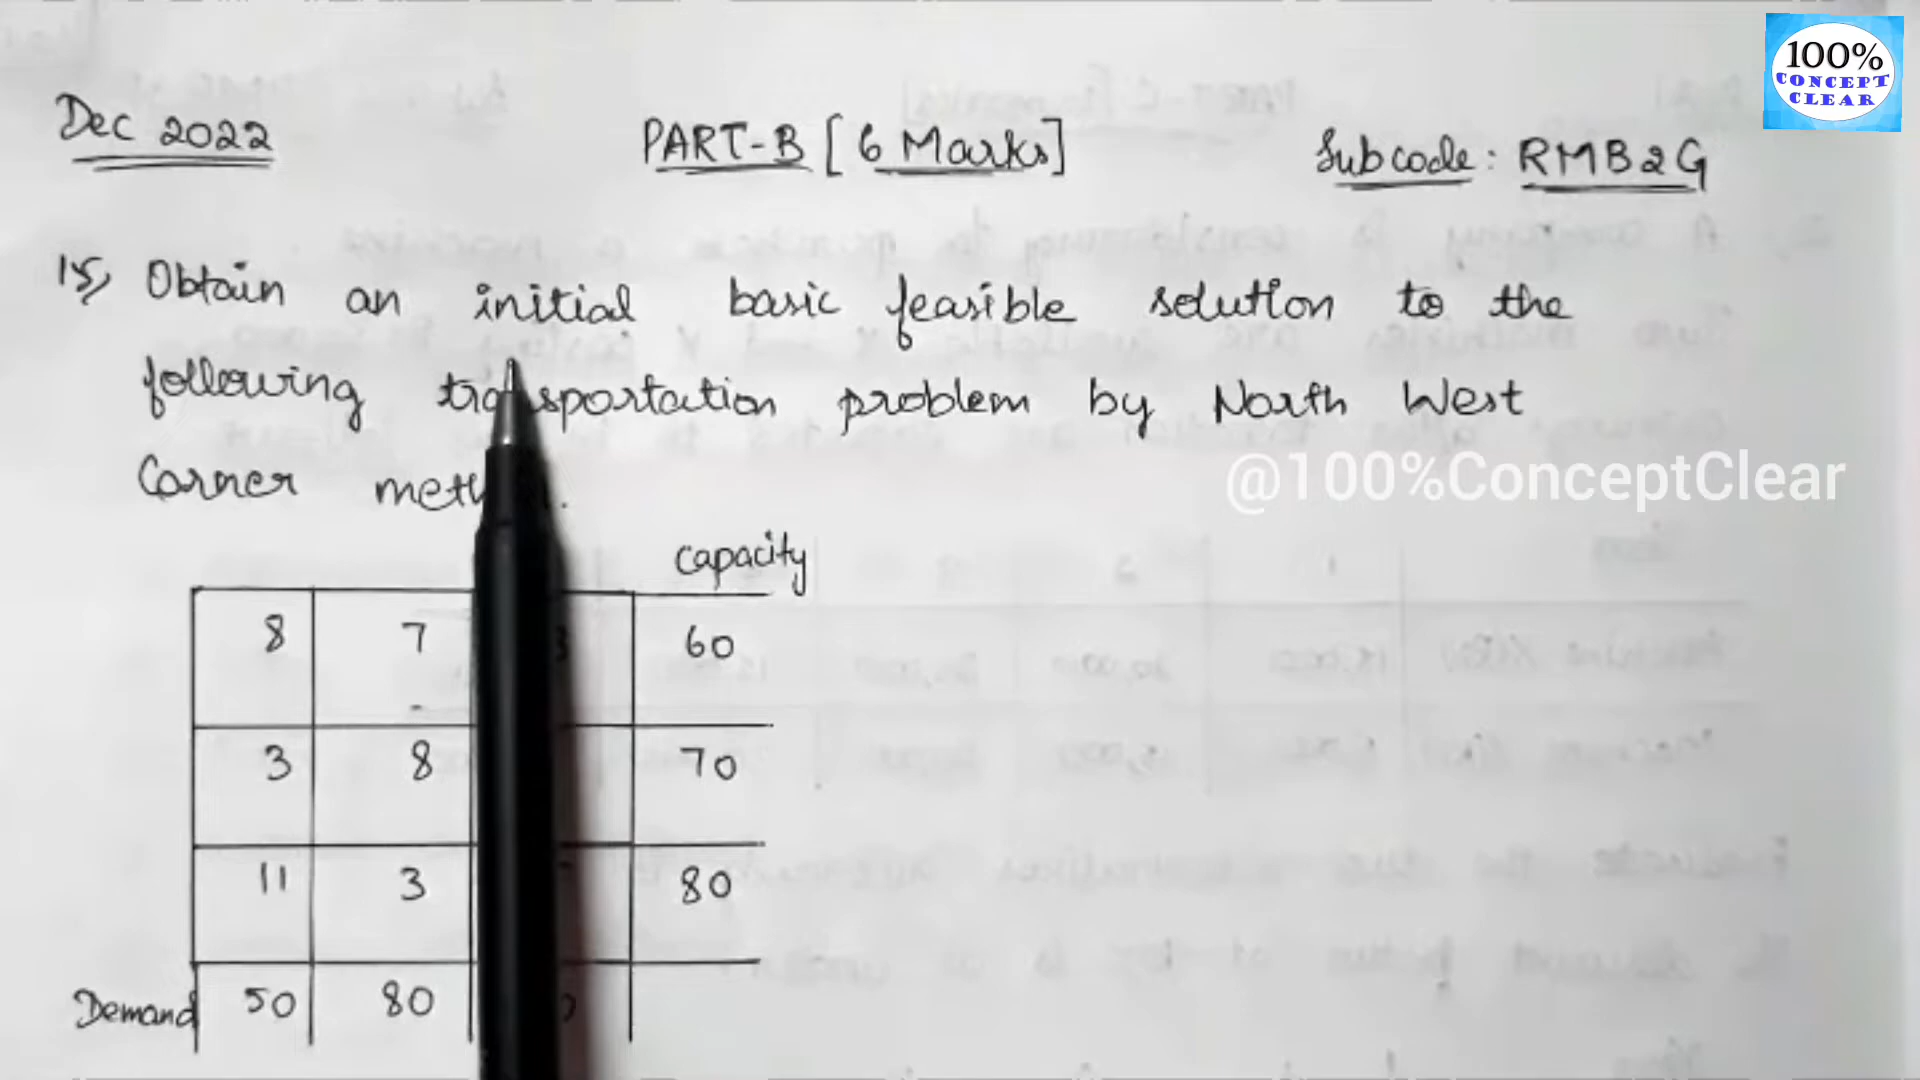 100%
CONCEPT
CLEAR
Dec 2022 PART-B [6 Marks] Subcode: RMB2G
15, Obtain an initial basic feasible solution to the
following problem by North West
Corner
@100%ConceptClear
capacity
8 7 3 60
3 8 70
11 3 80
Demand 50 80